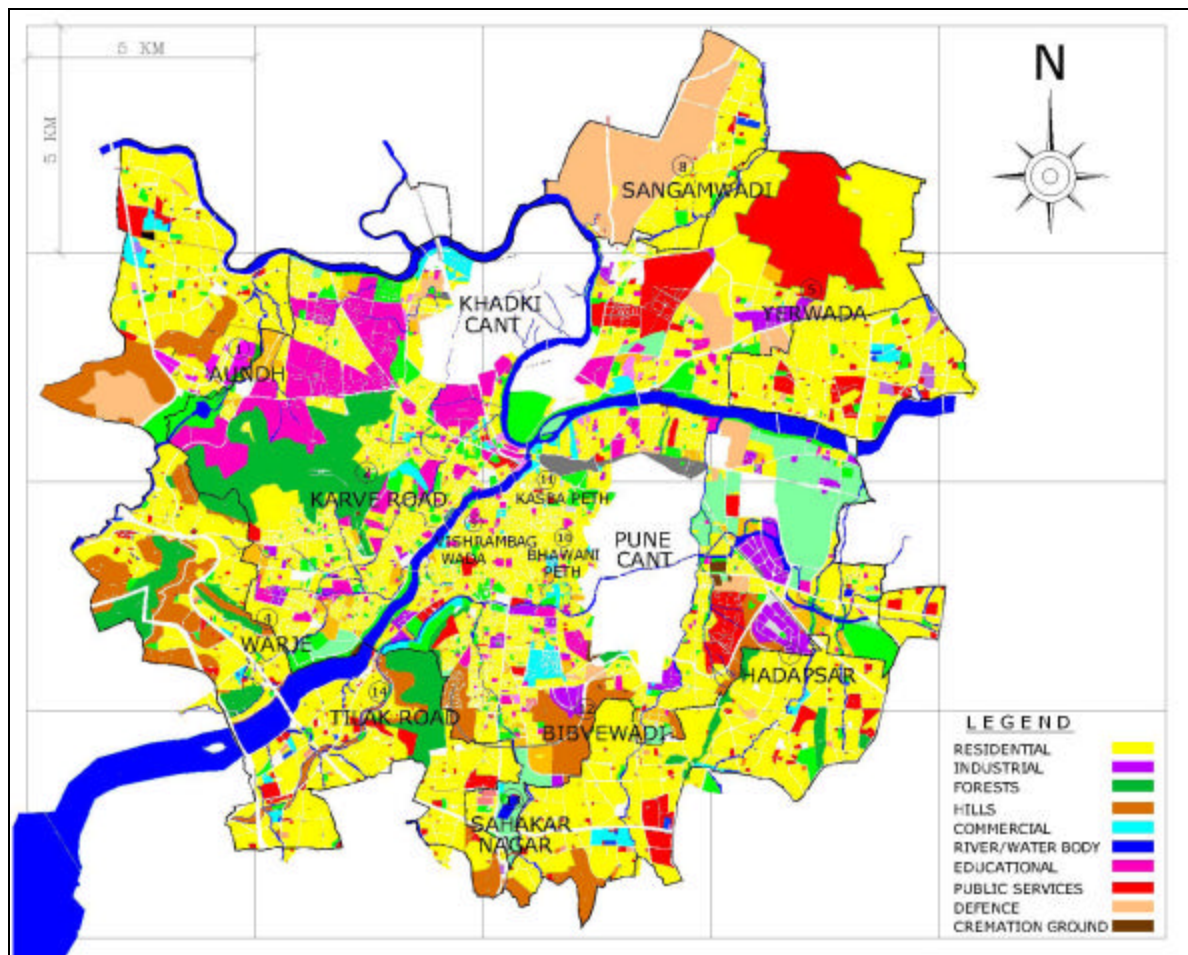 5 KM
5 KM
N
8
SANGAMWADI
KHADKI
CANT
5
YERWADA
1
AUNDH
KARVE ROAD
11
KASBA PETH
VISHRAMBAG
WADA
10
BHAWANI
PETH
PUNE
CANT
4
WARJE
HADAPSAR
14
TILAK ROAD
BIBVEWADI
SAHAKAR
NAGAR
LEGEND
RESIDENTIAL
INDUSTRIAL
FORESTS
HILLS
COMMERCIAL
RIVER/WATER BODY
EDUCATIONAL
PUBLIC SERVICES
DEFENCE
CREMATION GROUND